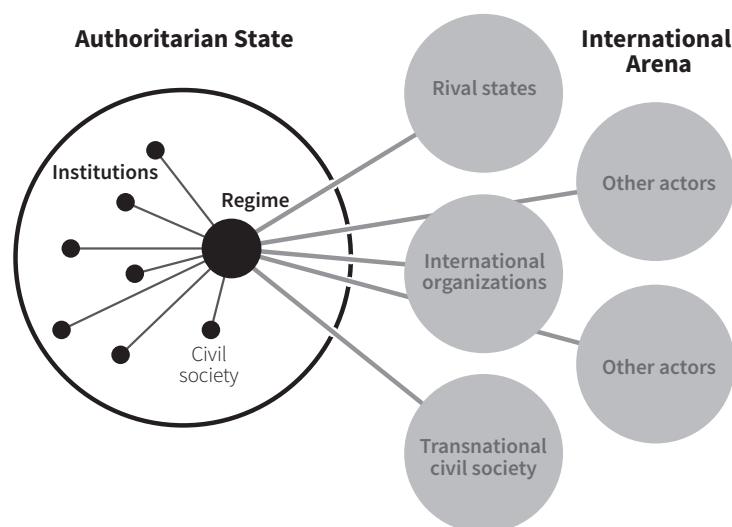 Authoritarian State
International
Arena
Rival states
Institutions
Regime
Other actors
International
organizations
Civil
society
Other actors
Transnational
civil society